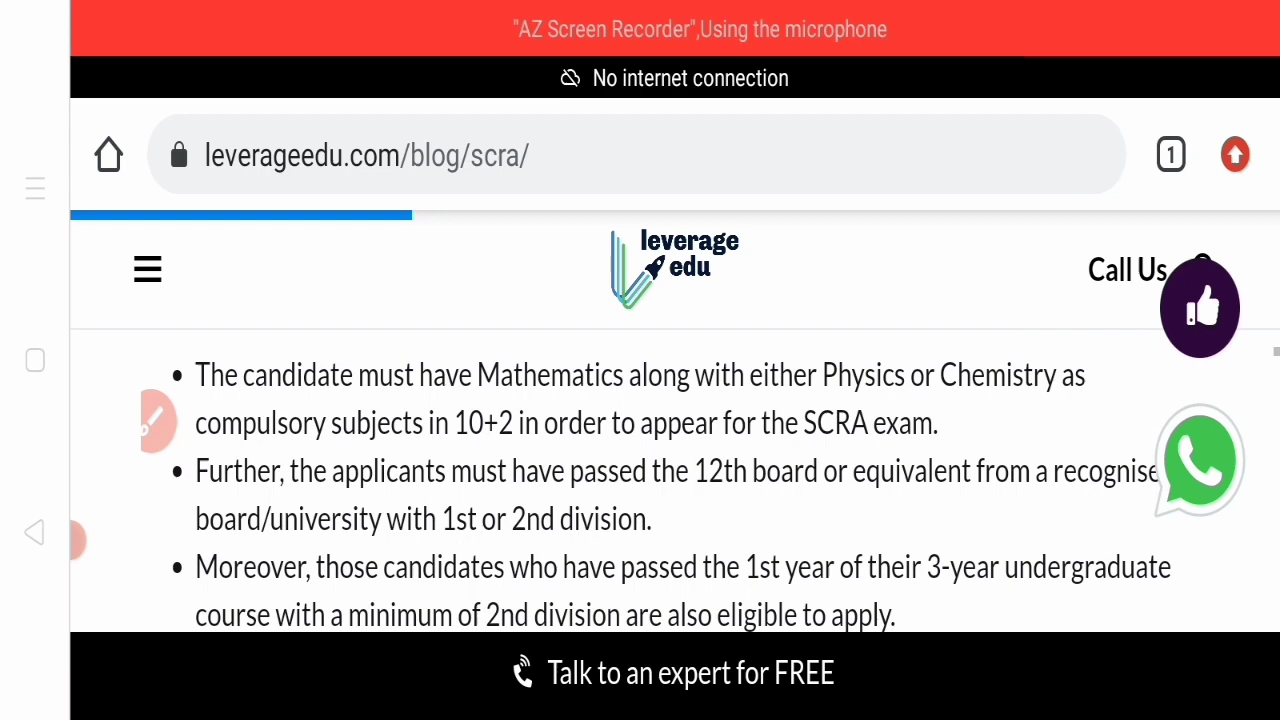 "AZ Screen Recorder",Using the microphone
No internet connection
leverageedu.com/blog/scra/
1
leverage
edu
Call Us
• The candidate must have Mathematics along with either Physics or Chemistry as
compulsory subjects in 10+2 in order to appear for the SCRA exam.
• Further, the applicants must have passed the 12th board or equivalent from a recognise
board/university with 1st or 2nd division.
• Moreover, those candidates who have passed the 1st year of their 3-year undergraduate
course with a minimum of 2nd division are also eligible to apply.
Talk to an expert for FREE